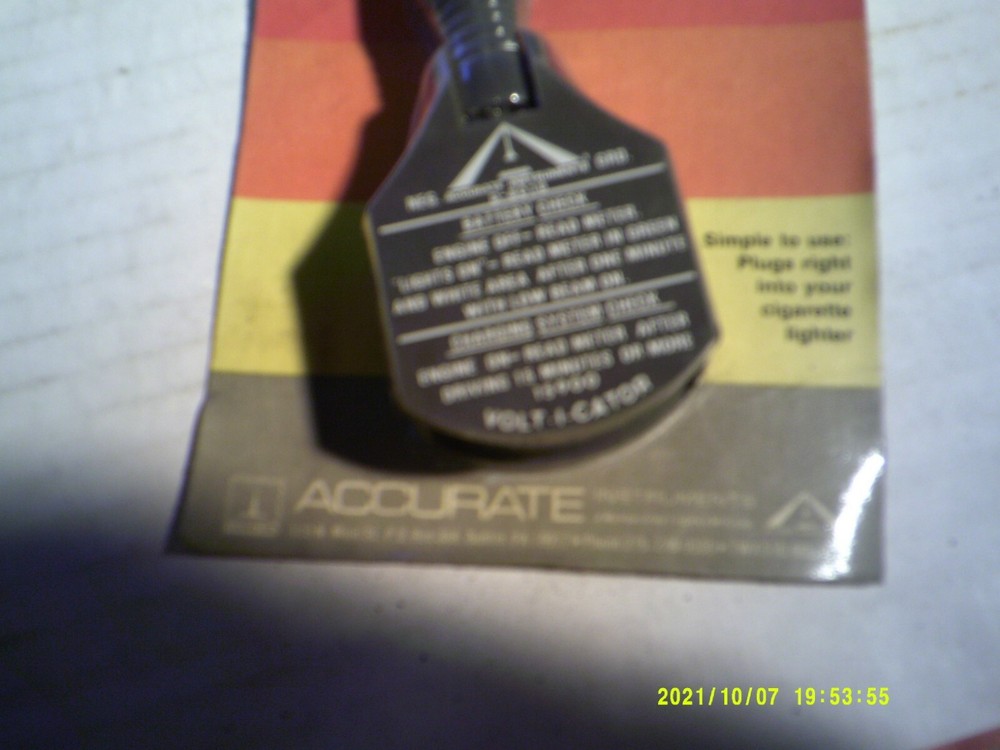 NEG. GRD.
BATTERY CHECK
ENGINE OFF- READ METER.
"LIGHTS ON"- READ METER IN GREEN
AND WHITE AREA AFTER ONE MINUTE
WITH LOW BEAM ON.
CHARGING SYSTEM CHECK
ENGINE ON- READ METER AFTER
DRIVING 15 MINUTES OR MORE
VOLT-I-CATOR
Simple to use:
Plugs right
into your
cigarette
lighter
ACCURATE INSTRUMENTS
2021/10/07 19:53:55